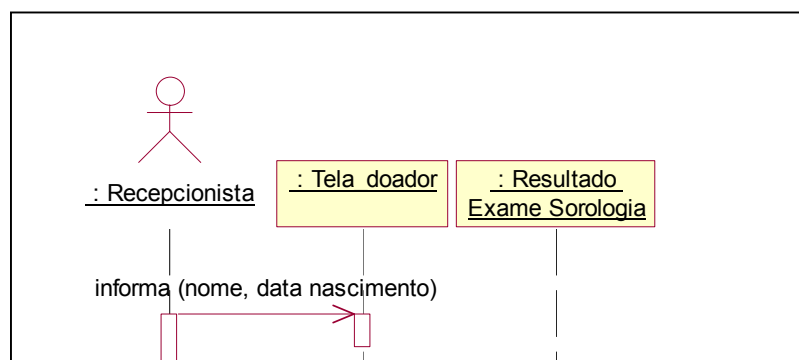 : Recepcionista
: Tela doador
: Resultado
Exame Sorologia
informa (nome, data nascimento)